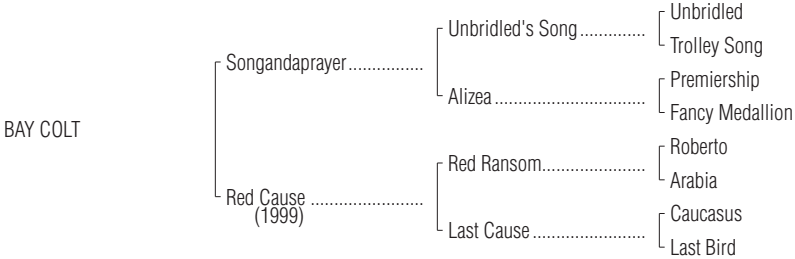 Unbridled
Unbridled's Song..............
Trolley Song
Songandaprayer................
Premiership
Alizea ................................
Fancy Medallion
BAY COLT
Roberto
Red Ransom......................
Arabia
Red Cause ........................
(1999)
Caucasus
Last Cause ........................
Last Bird